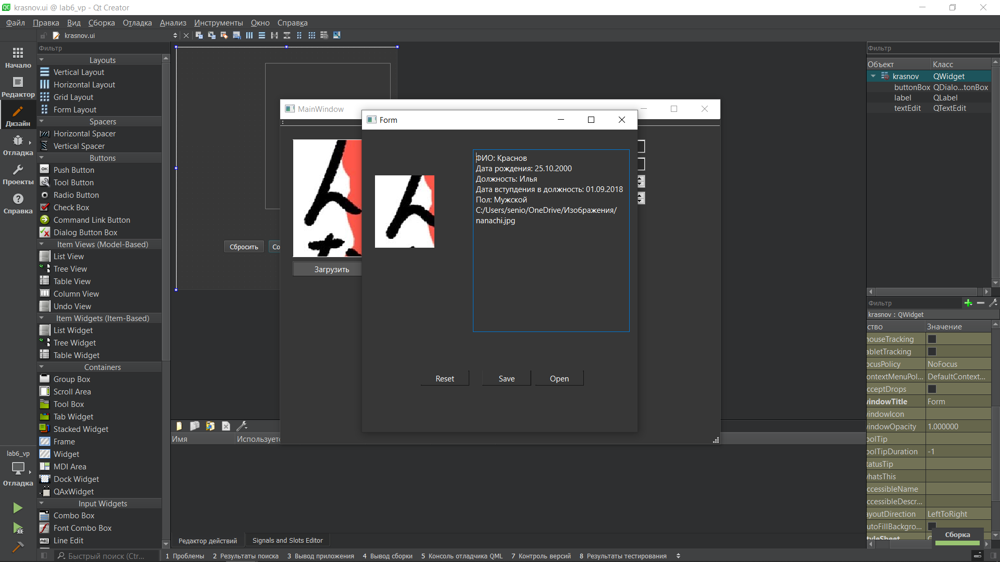 krasnov.ui @ lab6_vp - Qt Creator
Файл Правка Вид Сборка Отладка Анализ Инструменты Окно Справка
krasnov.ui
Фильтр
Начало
Редактор
Дизайн
Отладка
Проекты
Справка
lab6_vp
Отладка
Layouts
Vertical Layout
Horizontal Layout
Grid Layout
Form Layout
Spacers
Horizontal Spacer
Vertical Spacer
Buttons
Push Button
Tool Button
Radio Button
Check Box
Command Link Button
Dialog Button Box
Item Views (Model-Based)
List View
Tree View
Table View
Column View
Undo View
Item Widgets (Item-Based)
List Widget
Tree Widget
Table Widget
Containers
Group Box
Scroll Area
Tool Box
Tab Widget
Stacked Widget
Frame
Widget
MDI Area
Dock Widget
QAxWidget
Input Widgets
Combo Box
Font Combo Box
Line Edit
Сбросить Со
MainWindow
Загрузить
Form
ФИО: Краснов
Дата рождения: 25.10.2000
Должность: Илья
Дата вступдения в должность: 01.09.2018
Пол: Мужской
C:/Users/senio/OneDrive/Изображения/
nanachi.jpg
Reset Save Open
Имя Используетс
Редактор действий Signals and Slots Editor
Фильтр
Объект Класс
krasnov QWidget
buttonBox QDialo...tonBox
label QLabel
textEdit QTextEdit
Фильтр
krasnov : QWidget
ство Значение
mouseTracking
abletTracking
ocusPolicy NoFocus
ontextMenuPol... DefaultContext...
cceptDrops
windowTitle Form
windowIcon
windowOpacity 1.000000
oolTip
oolTipDuration -1
tatusTip
whatsThis
ccessibleName
ccessibleDescr...
ayoutDirection LeftToRight
utoFillBackgro...
styleSheet
Сборка
Быстрый поиск (Ctr...
1 Проблемы 2 Результаты поиска 3 Вывод приложения 4 Вывод сборки 5 Консоль отладчика QML 7 Контроль версий 8 Результаты тестирования